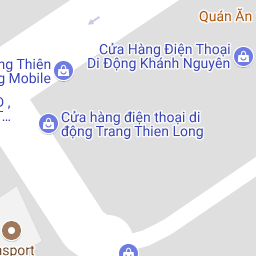 Quán Ăn
Cửa Hàng Điện Thoại
Di Động Khánh Nguyên
Thiên
Mobile
Cửa hàng điện thoại di
động Trang Thien Long